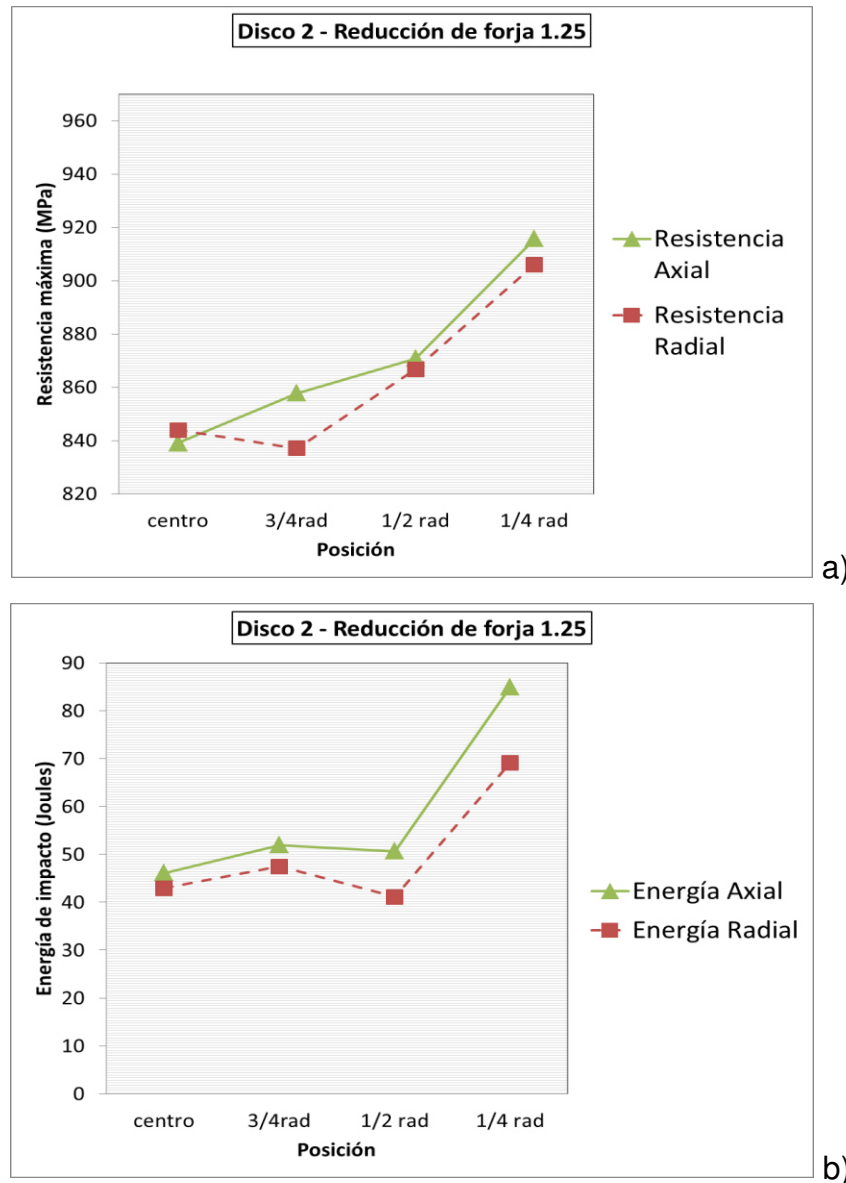 Disco 2 - Reducción de forja 1.25
Resistencia máxima (MPa)
960
940
920
900
880
860
840
820
centro 3/4rad 1/2 rad 1/4 rad
Posición
Resistencia
Axial
Resistencia
Radial
a)
Disco 2 - Reducción de forja 1.25
Energía de impacto (Joules)
90
80
70
60
50
40
30
20
10
0
centro 3/4rad 1/2 rad 1/4 rad
Posición
Energía Axial
Energía Radial
b)